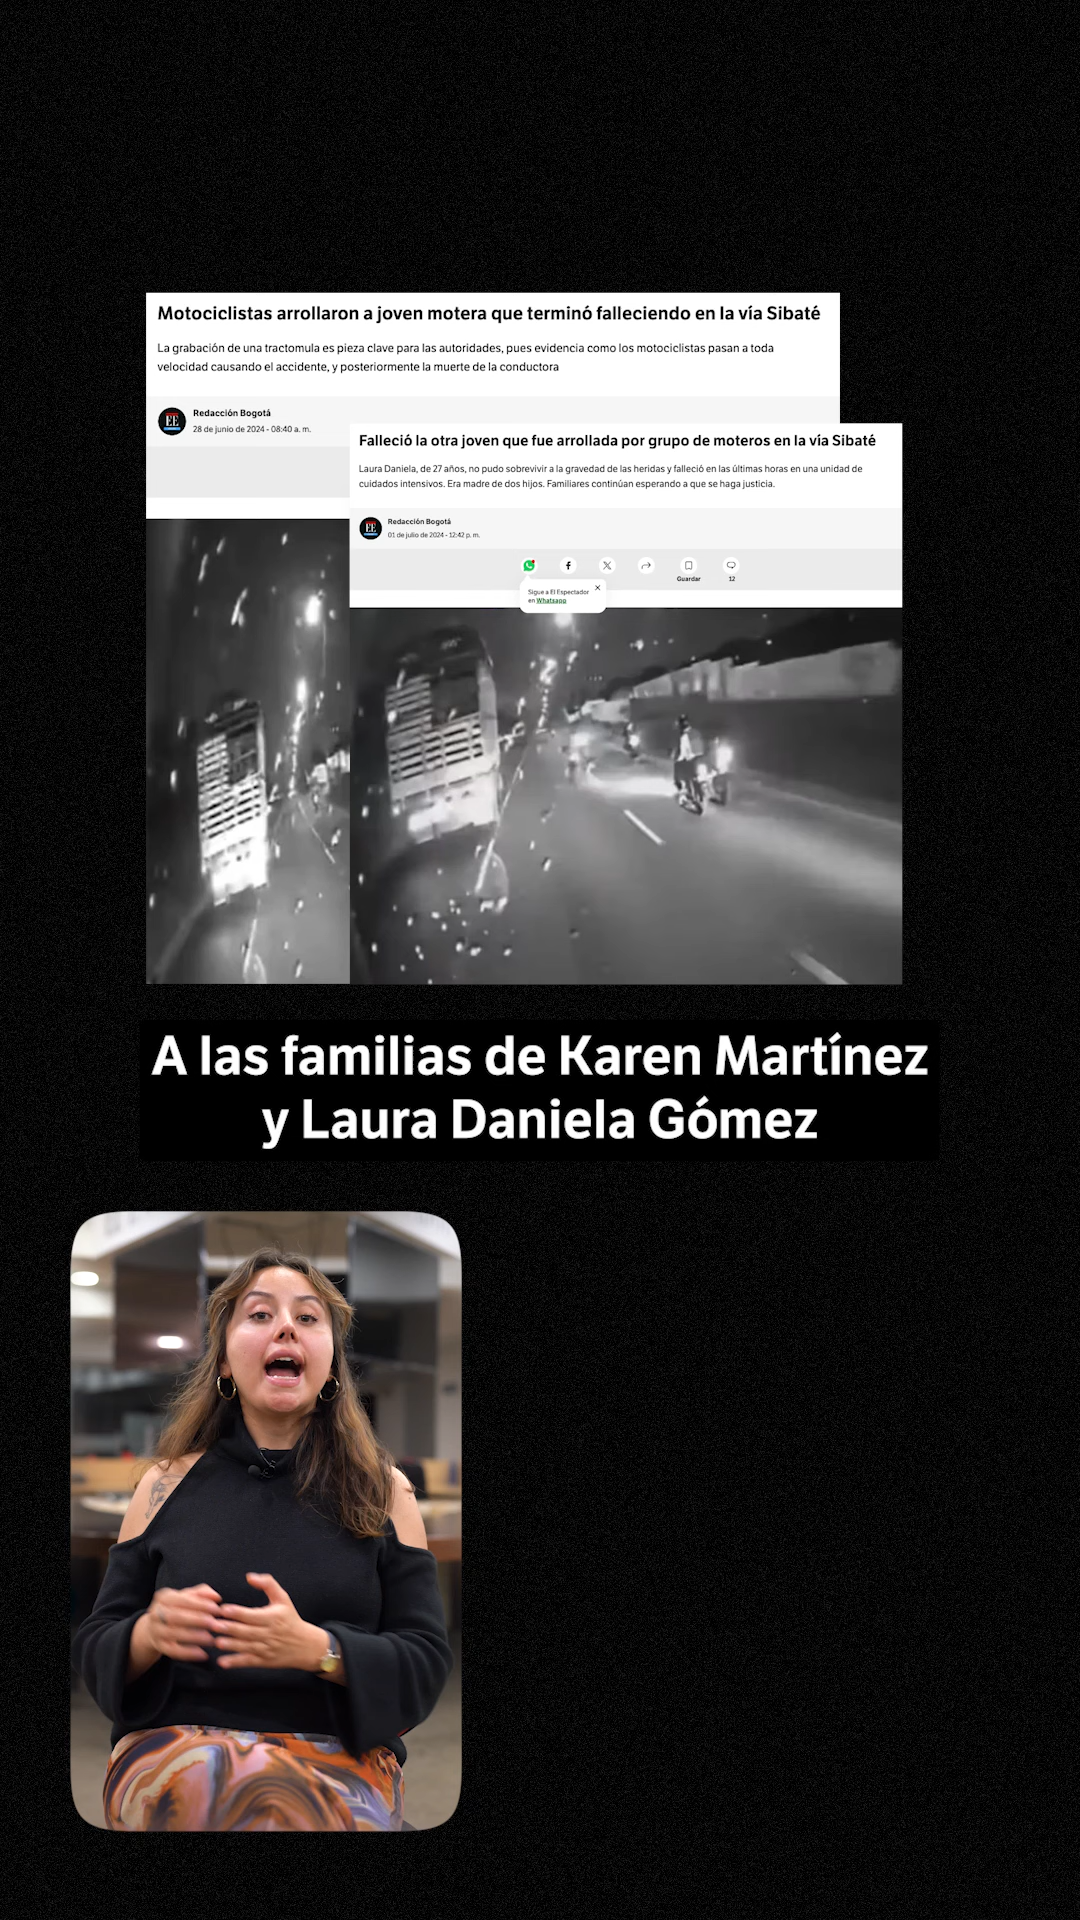 Motociclistas arrollaron a joven motera que terminó falleciendo en la vía Sibaté
La grabación de una tractomula es pieza clave para las autoridades, pues evidencia como los motociclistas pasan a toda
velocidad causando el accidente, y posteriormente la muerte de la conductora
EE
Redacción Bogotá
28 de junio de 2024 - 08:40 a. m.
Falleció la otra joven que fue arrollada por grupo de moteros en la vía Sibaté
Laura Daniela, de 27 años, no pudo sobrevivir a la gravedad de las heridas y falleció en las últimas horas en una unidad de
cuidados intensivos. Era madre de dos hijos. Familiares continúan esperando a que se haga justicia.
EE
Redacción Bogotá
01 de julio de 2024 - 12:42 p. m.
Guardar
12
Sigue a El Espectador
en Whatsapp
A las familias de Karen Martínez
y Laura Daniela Gómez